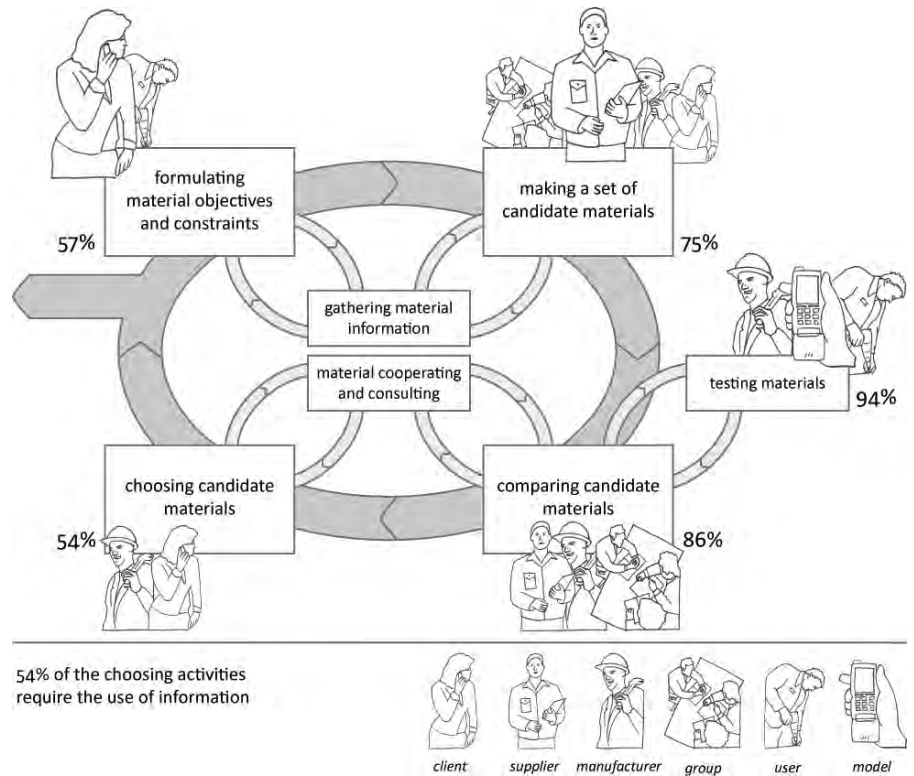 formulating
material objectives
and constraints
57%
making a set of
candidate materials
75%
gathering material
information
material cooperating
and consulting
testing materials
94%
choosing candidate
materials
54%
comparing candidate
materials
86%
54% of the choosing activities
require the use of information
client
supplier
manufacturer
group
user
model